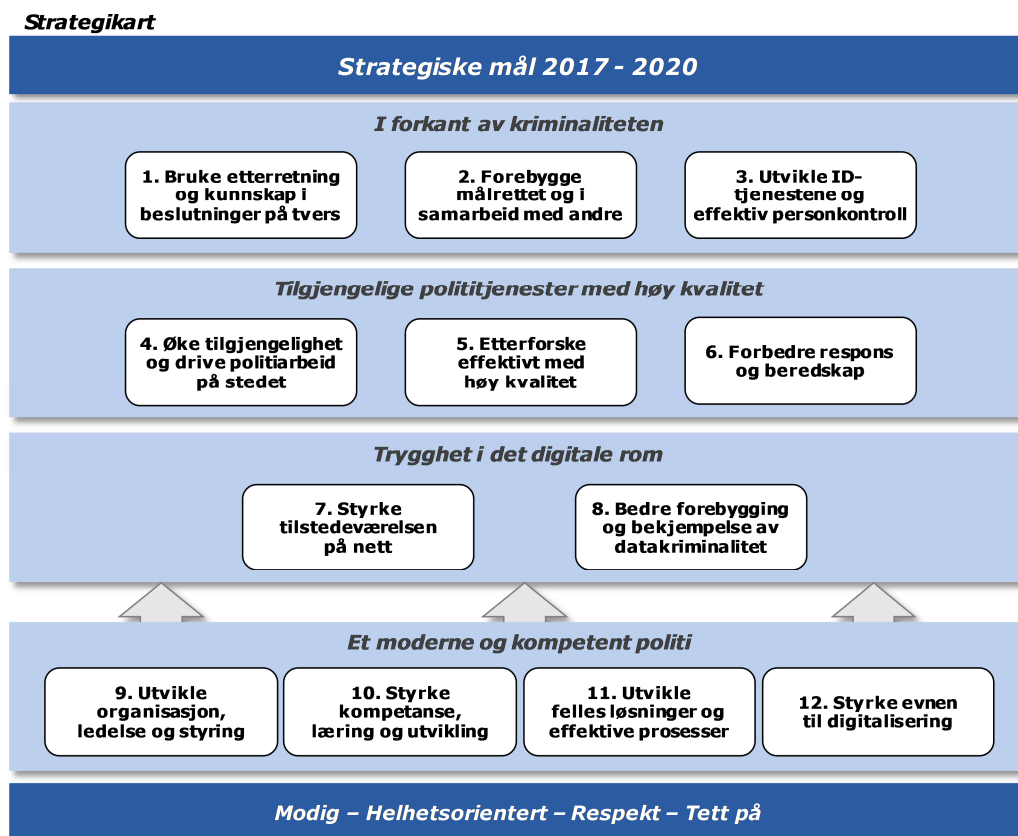 Strategikart
Strategiske mål 2017 - 2020
I forkant av kriminaliteten
1. Bruke etterretning
og kunnskap i
beslutninger på tvers
2. Forebygge
målrettet og i
samarbeid med andre
3. Utvikle ID-
tjenestene og
effektiv personkontroll
Tilgjengelige polititjenester med høy kvalitet
4. Øke tilgjengelighet
og drive politiarbeid
på stedet
5. Etterforske
effektivt med
høy kvalitet
6. Forbedre respons
og beredskap
Trygghet i det digitale rom
7. Styrke
tilstedeværelsen
på nett
8. Bedre forebygging
og bekjempelse av
datakriminalitet
Et moderne og kompetent politi
9. Utvikle
organisasjon,
ledelse og styring
10. Styrke
kompetanse,
læring og utvikling
11. Utvikle
felles løsninger og
effektive prosesser
12. Styrke evnen
til digitalisering
Modig – Helhetsorientert – Respekt – Tett på